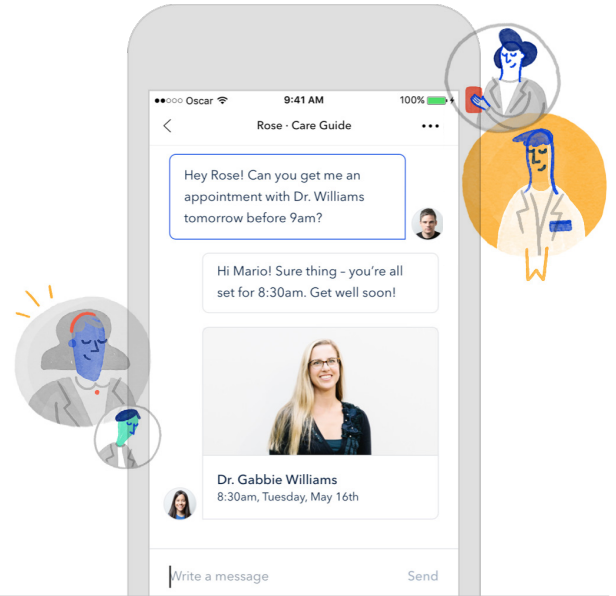 Oscar 9:41 AM 100%
Rose · Care Guide
Hey Rose! Can you get me an
appointment with Dr. Williams
tomorrow before 9am?
Hi Mario! Sure thing – you're all
set for 8:30am. Get well soon!
Dr. Gabbie Williams
8:30am, Tuesday, May 16th
Write a message Send